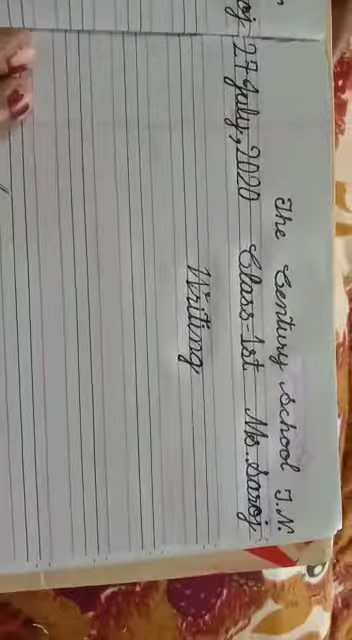 The Century School J.N.
27 July, 2020 Class-1st Ms. Saroj
Writing